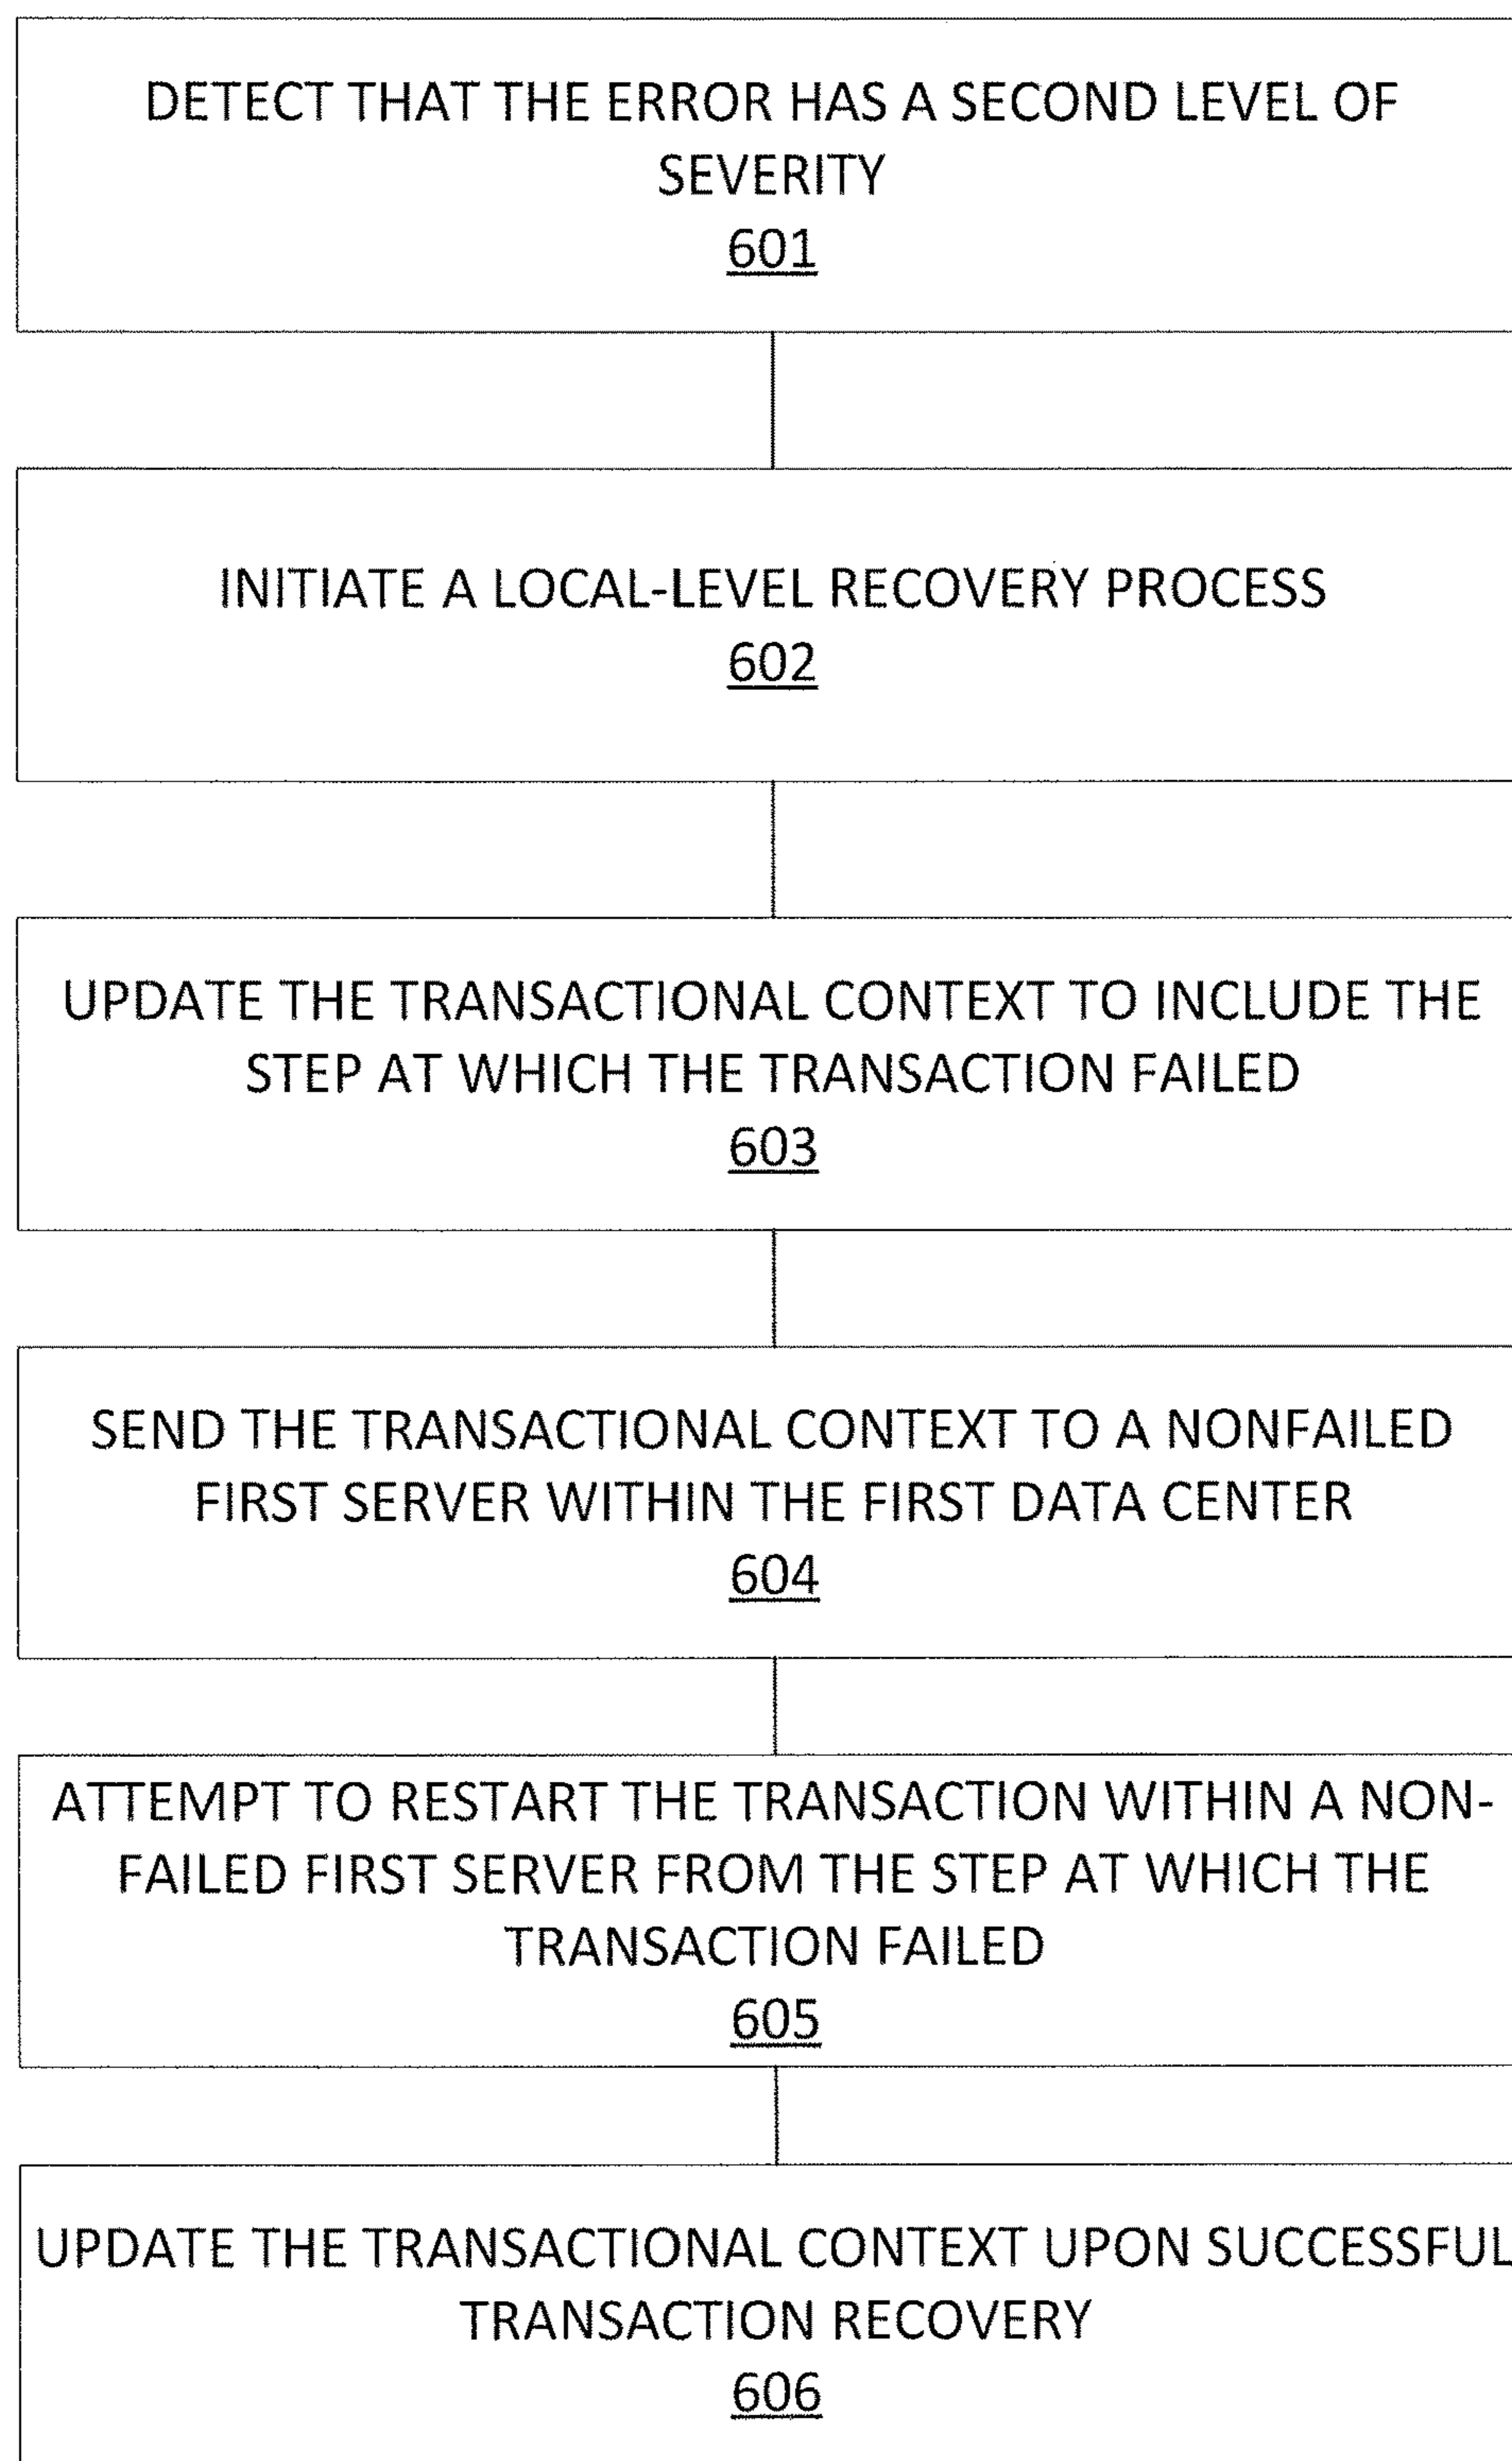 DETECT THAT THE ERROR HAS A SECOND LEVEL OF
SEVERITY
601
INITIATE A LOCAL-LEVEL RECOVERY PROCESS
602
UPDATE THE TRANSACTIONAL CONTEXT TO INCLUDE THE
STEP AT WHICH THE TRANSACTION FAILED
603
SEND THE TRANSACTIONAL CONTEXT TO A NONFAILED
FIRST SERVER WITHIN THE FIRST DATA CENTER
604
ATTEMPT TO RESTART THE TRANSACTION WITHIN A NON-
FAILED FIRST SERVER FROM THE STEP AT WHICH THE
TRANSACTION FAILED
605
UPDATE THE TRANSACTIONAL CONTEXT UPON SUCCESSFUL
TRANSACTION RECOVERY
606